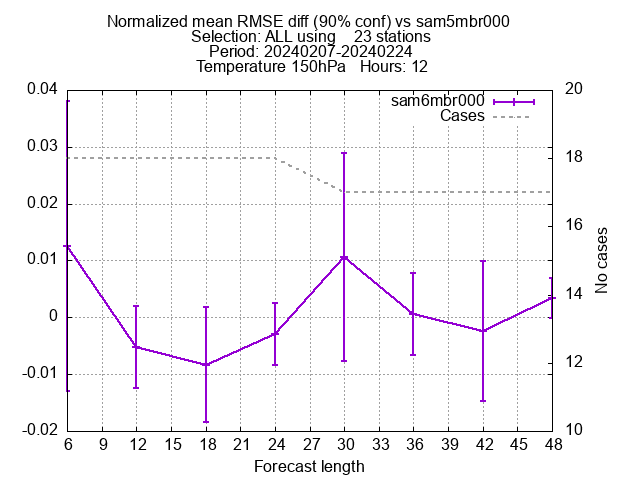 Normalized mean RMSE diff (90% conf) vs sam5mbr000
Selection: ALL using    23 stations
Period: 20240207-20240224
Temperature 150hPa   Hours: 12
0.04
0.03
0.02
0.01
0
-0.01
-0.02
20
18
16
14
12
10
sam6mbr000
Cases
No cases
6 9 12 15 18 21 24 27 30 33 36 39 42 45 48
Forecast length